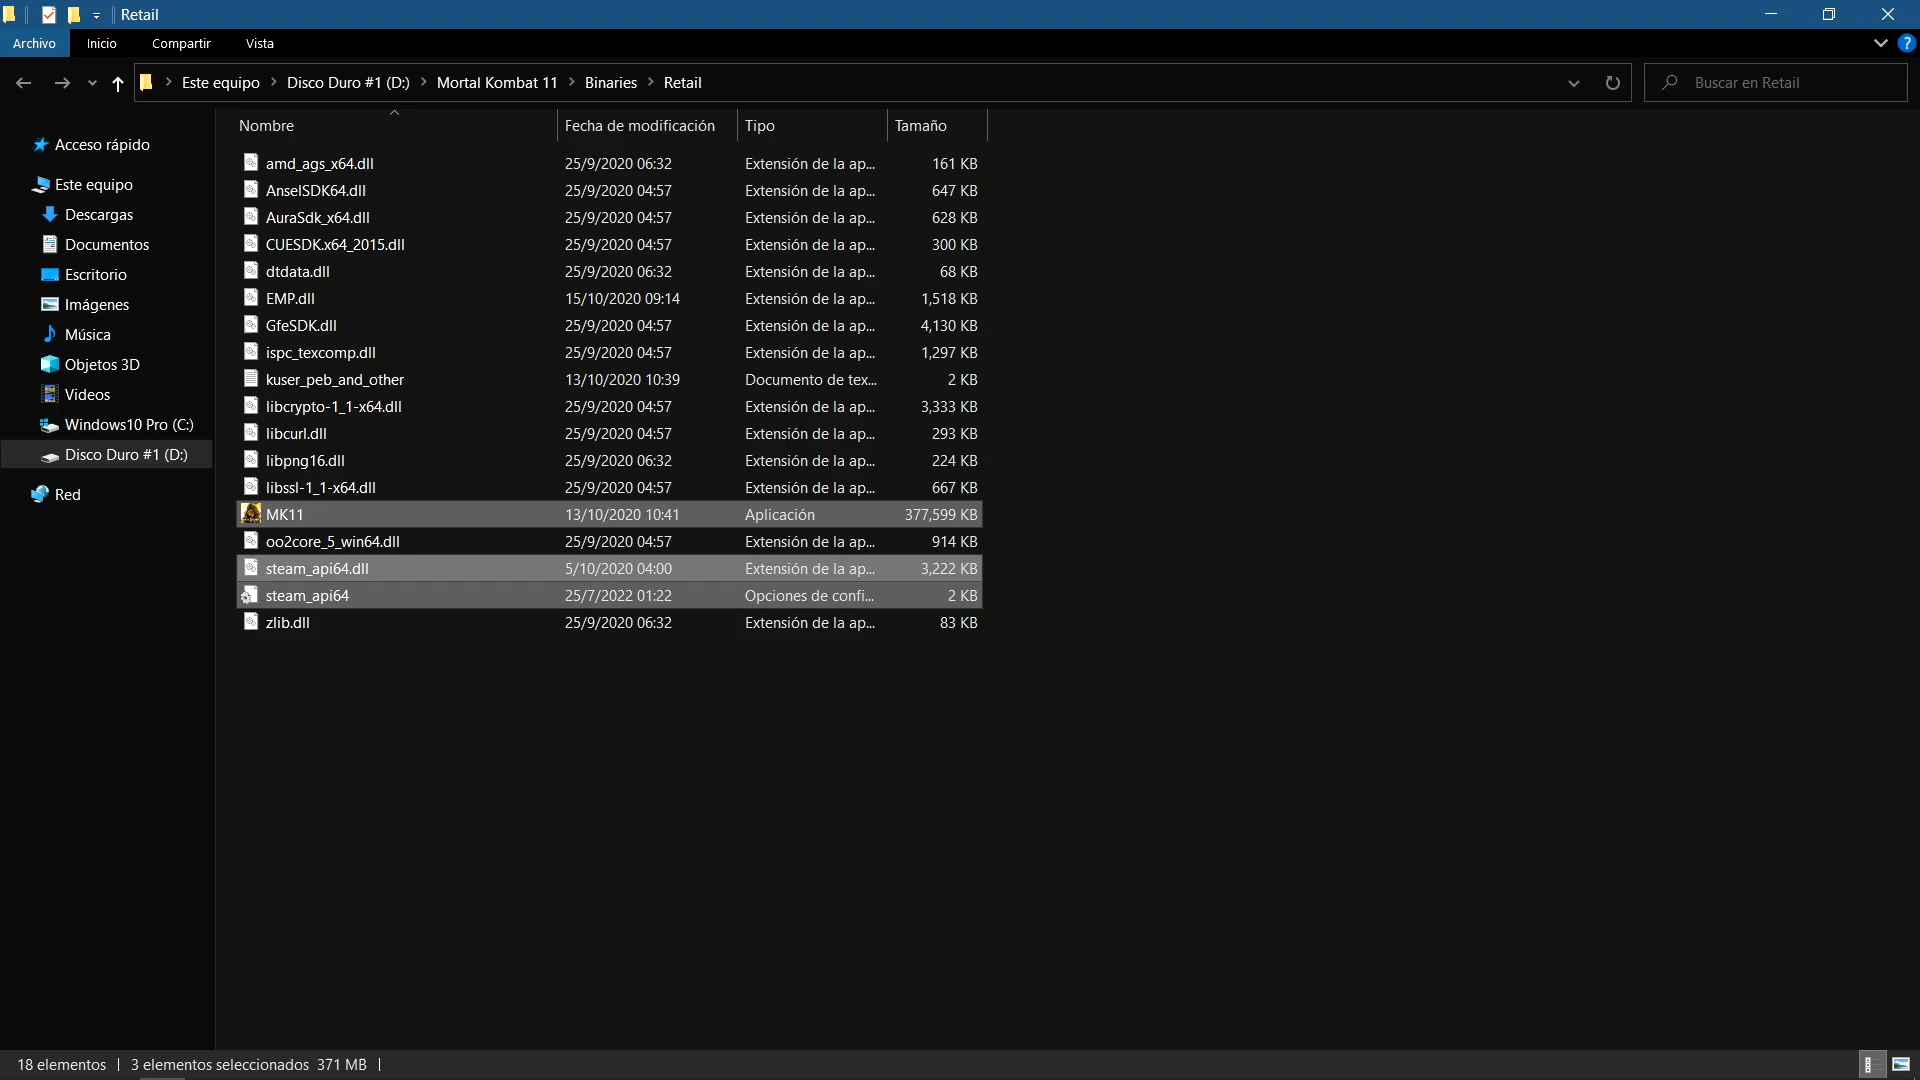 Retail
Archivo Inicio Compartir Vista
Este equipo Disco Duro #1 (D:) Mortal Kombat 11 Binaries Retail
Buscar en Retail
Acceso rápido
Este equipo
Descargas
Documentos
Escritorio
Imágenes
Música
Objetos 3D
Videos
Windows10 Pro (C:)
Disco Duro #1 (D:)
Red
Nombre Fecha de modificación Tipo Tamaño
amd_ags_x64.dll 25/9/2020 06:32 Extensión de la ap... 161 KB
AnselSDK64.dll 25/9/2020 04:57 Extensión de la ap... 647 KB
AuraSdk_x64.dll 25/9/2020 04:57 Extensión de la ap... 628 KB
CUESDK.x64_2015.dll 25/9/2020 04:57 Extensión de la ap... 300 KB
dtdata.dll 25/9/2020 06:32 Extensión de la ap... 68 KB
EMP.dll 15/10/2020 09:14 Extensión de la ap... 1,518 KB
GfeSDK.dll 25/9/2020 04:57 Extensión de la ap... 4,130 KB
ispc_texcomp.dll 25/9/2020 04:57 Extensión de la ap... 1,297 KB
kuser_peb_and_other 13/10/2020 10:39 Documento de tex... 2 KB
libcrypto-1_1-x64.dll 25/9/2020 04:57 Extensión de la ap... 3,333 KB
libcurl.dll 25/9/2020 04:57 Extensión de la ap... 293 KB
libpng16.dll 25/9/2020 06:32 Extensión de la ap... 224 KB
libssl-1_1-x64.dll 25/9/2020 04:57 Extensión de la ap... 667 KB
MK11 13/10/2020 10:41 Aplicación 377,599 KB
oo2core_5_win64.dll 25/9/2020 04:57 Extensión de la ap... 914 KB
steam_api64.dll 5/10/2020 04:00 Extensión de la ap... 3,222 KB
steam_api64 25/7/2022 01:22 Opciones de confi... 2 KB
zlib.dll 25/9/2020 06:32 Extensión de la ap... 83 KB
18 elementos 3 elementos seleccionados 371 MB